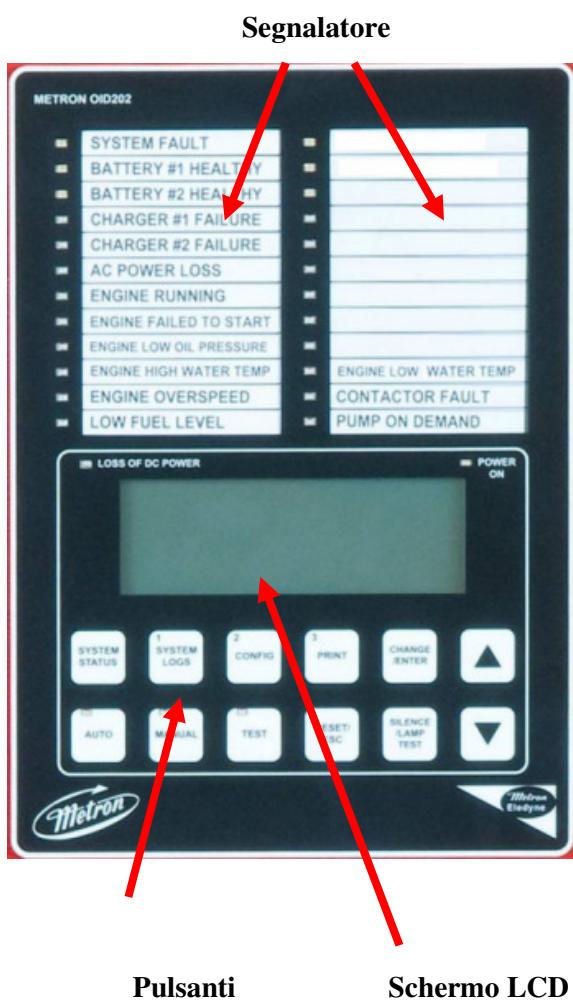 Segnalatore
METRON OID202
SYSTEM FAULT
BATTERY #1 HEALTHY
BATTERY #2 HEALTHY
CHARGER #1 FAILURE
CHARGER #2 FAILURE
AC POWER LOSS
ENGINE RUNNING
ENGINE FAILED TO START
ENGINE LOW OIL PRESSURE
ENGINE HIGH WATER TEMP
ENGINE OVERSPEED
LOW FUEL LEVEL
ENGINE LOW WATER TEMP
CONTACTOR FAULT
PUMP ON DEMAND
LOSS OF DC POWER
POWER
ON
SYSTEM
STATUS
1
SYSTEM
LOGS
2
CONFIG
3
PRINT
CHANGE
/ENTER
AUTO
MANUAL
TEST
RESET/
ESC
SILENCE
/LAMP
TEST
Metron
Metron
Eledyne
Pulsanti
Schermo LCD